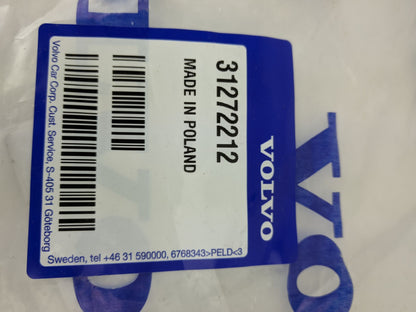 VOLVO
31272212
MADE IN POLAND
Volvo Car Corp. Cust. Service, S-405 31 Göteborg
Sweden, tel +46 31 590000, 6768343>PELD<3
Vo